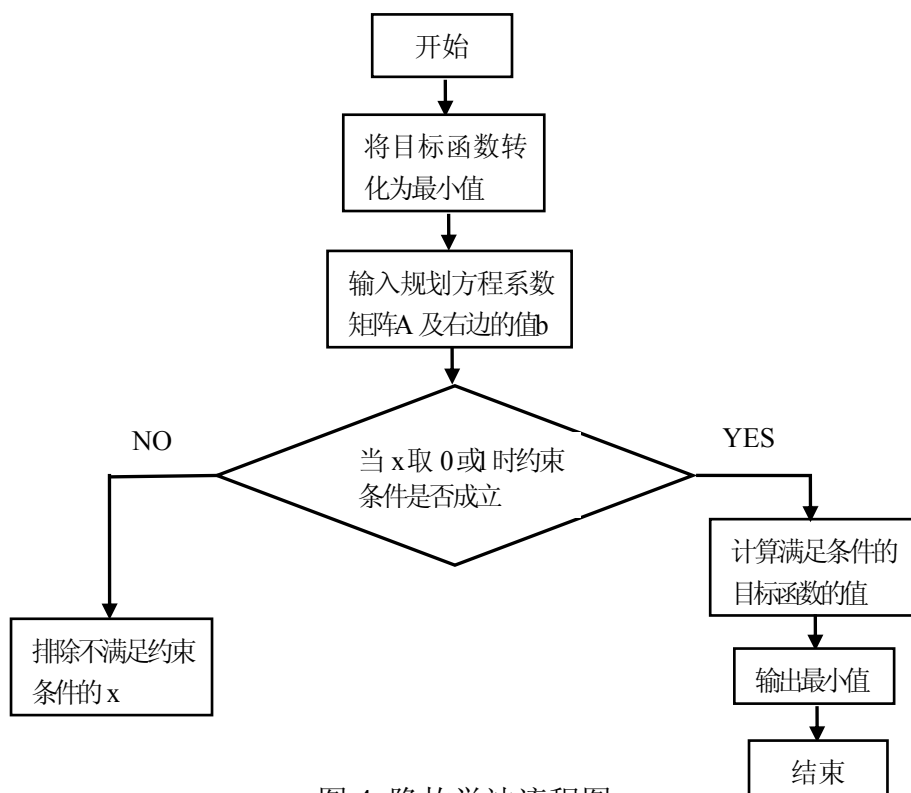 开始
将目标函数转
化为最小值
输入规划方程系数
矩阵A 及右边的值b
NO
YES
当 x取 0或1 时约束
条件是否成立
计算满足条件的
目标函数的值
排除不满足约束
条件的 x
输出最小值
结束